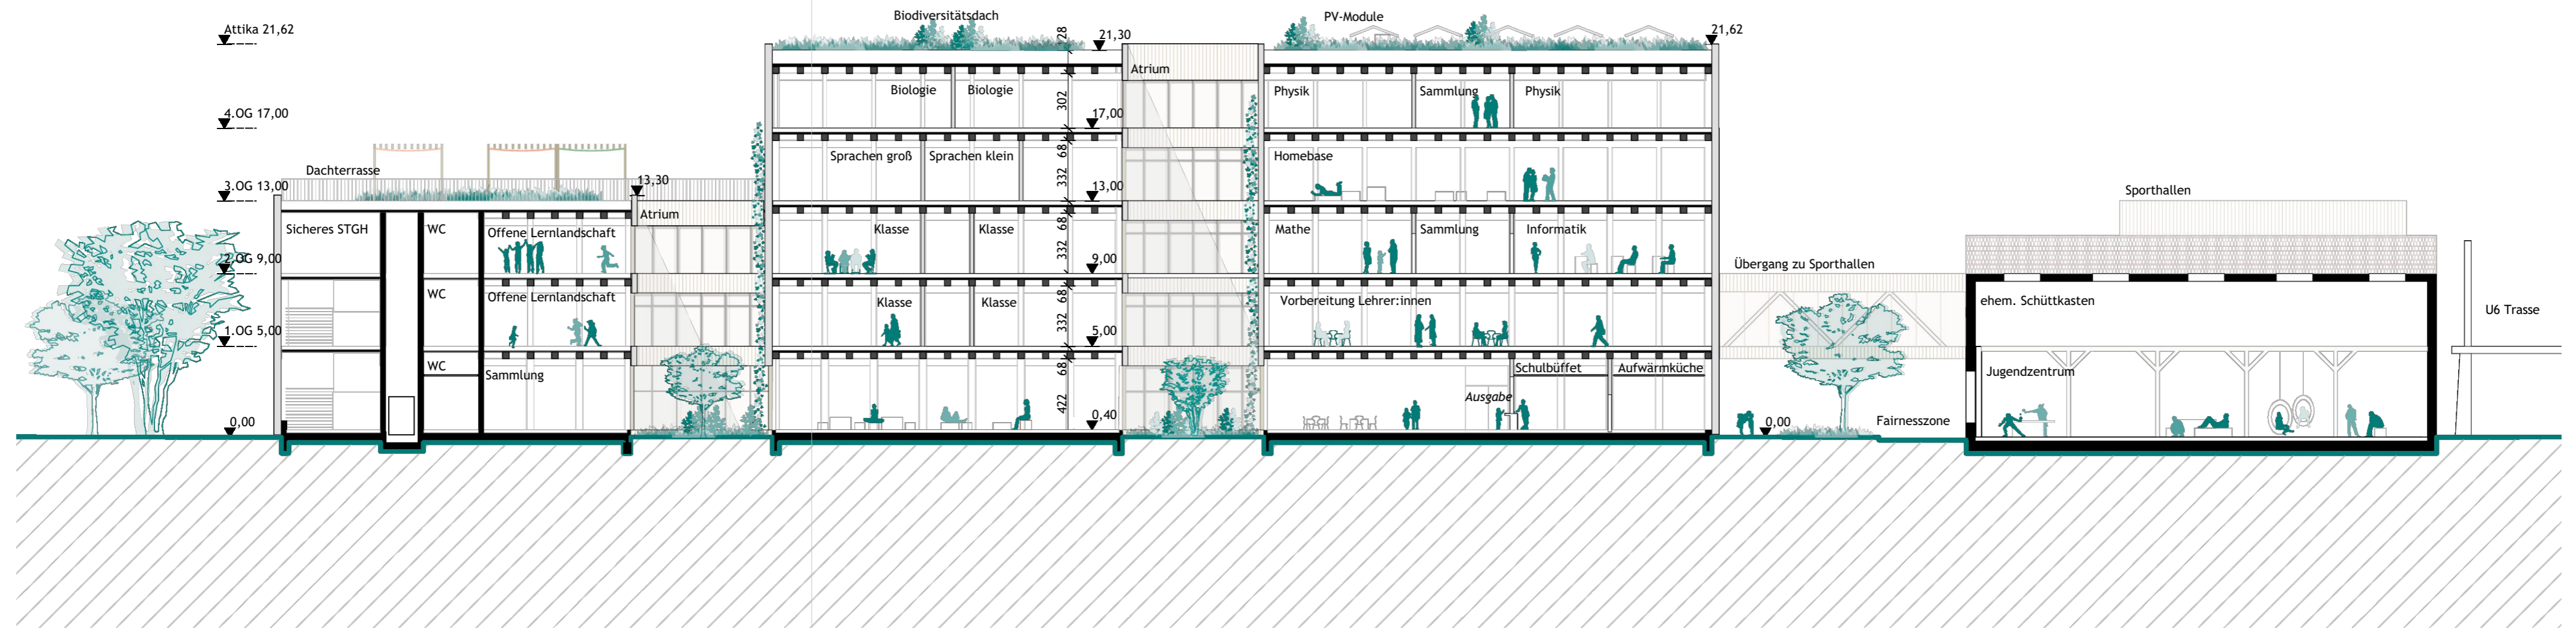 Biodiversitätsdach
PV-Module
Attika 21,62
28
21,30
21,62
Atrium
Biologie
Biologie
302
Physik
Sammlung
Physik
4.OG 17,00
17,00
Sprachen groß
Sprachen klein
68
332
Homebase
Dachterrasse
3.OG 13,00
13,30
13,00
Sporthallen
Atrium
Sicheres STGH
WC
Offene Lernlandschaft
Klasse
Klasse
68
332
Mathe
Sammlung
Informatik
2.OG 9,00
9,00
Übergang zu Sporthallen
WC
Offene Lernlandschaft
Klasse
Klasse
68
332
Vorbereitung Lehrer:innen
ehem. Schüttkasten
U6 Trasse
1.OG 5,00
5,00
WC
Sammlung
68
422
Schulbüffet
Aufwärmküche
Jugendzentrum
Ausgabe
0,00
0,40
0,00
Fairnesszone